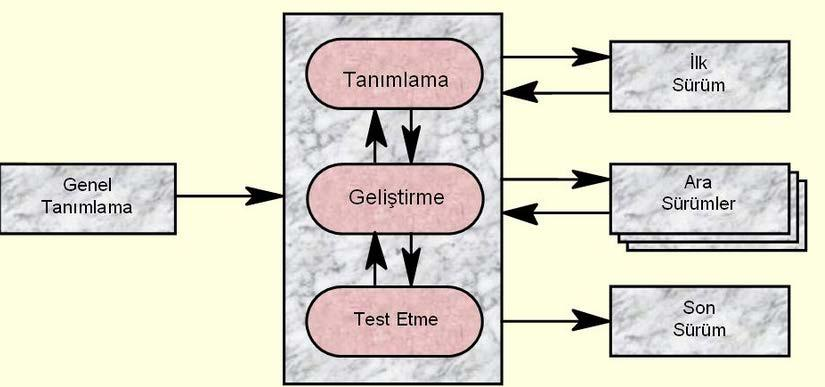 Genel
Tanımlama
Tanımlama
Geliştirme
Test Etme
İlk
Sürüm
Ara
Sürümler
Son
Sürüm